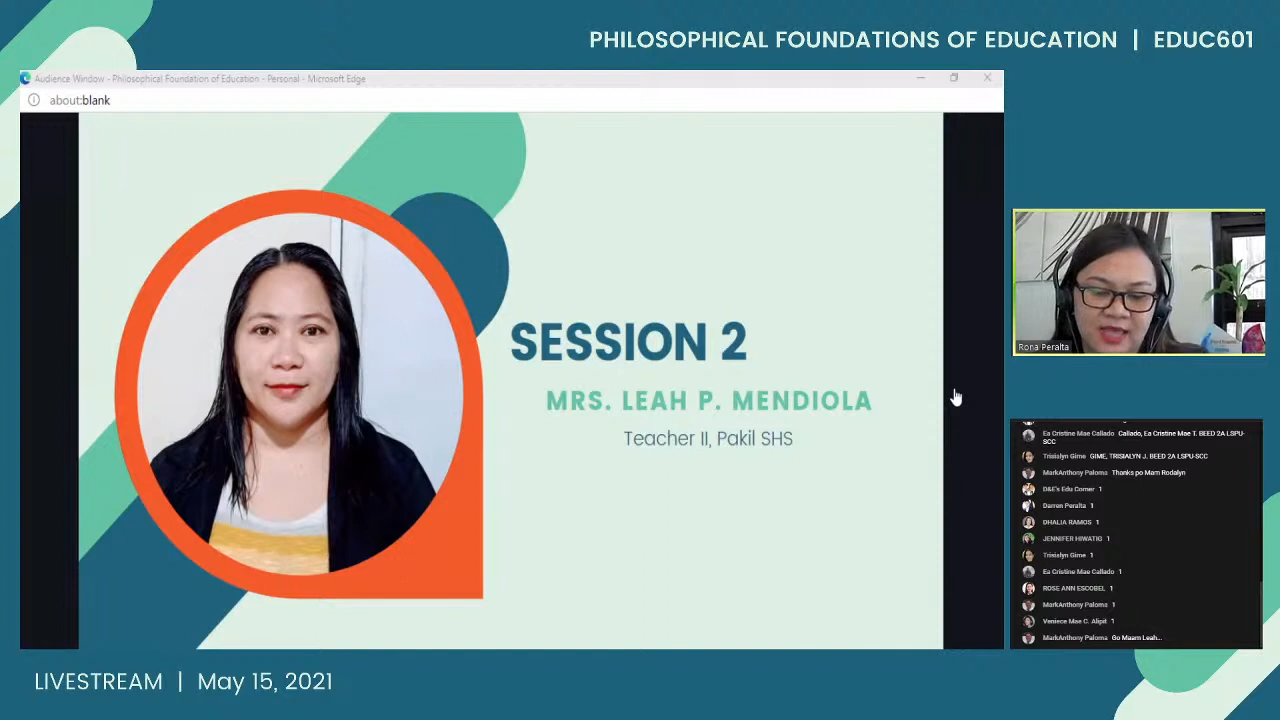 PHILOSOPHICAL FOUNDATIONS OF EDUCATION | EDUC601
Audience Window - Philosophical Foundation of Education - Personal - Microsoft Edge
about:blank
SESSION 2
MRS. LEAH P. MENDIOLA
Teacher II, Pakil SHS
Rona Peralta
Ea Cristine Mae Callado Callado, Ea Cristine Mae T. BEED 2A LSPU-
SCC
Trisialyn Gime GIME, TRISIALYN J. BEED 2A LSPU-SCC
MarkAnthony Paloma Thanks po Mam Rodalyn
D&E's Edu Corner 1
Darren Peralta 1
DHALIA RAMOS 1
JENNIFER HIWATIG 1
Trisialyn Gime 1
Ea Cristine Mae Callado 1
ROSE ANN ESCOBEL 1
MarkAnthony Paloma 1
Veniece Mae C. Alipit 1
MarkAnthony Paloma Go Maam Leah...
LIVESTREAM | May 15, 2021